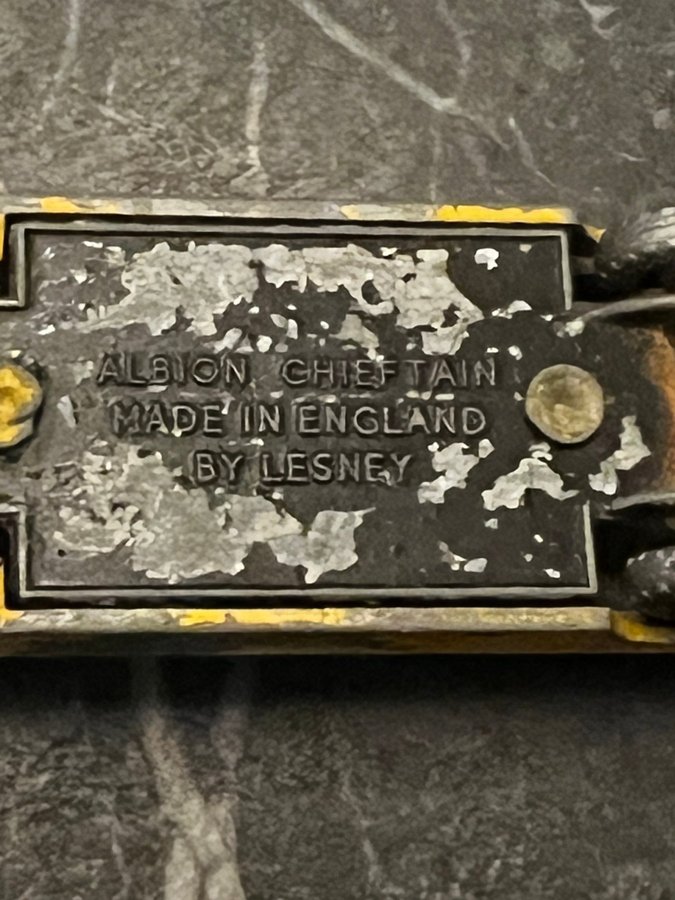 ALBION CHIEFTAIN
MADE IN ENGLAND
BY LESNEY